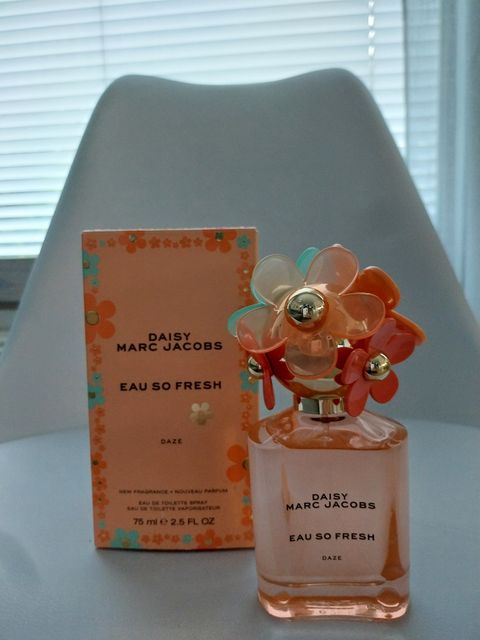 DAISY
MARC JACOBS
EAU SO FRESH
DAZE
NEW FRAGRANCE • NOUVEAU PARFUM
EAU DE TOILETTE SPRAY
EAU DE TOILETTE VAPORISATEUR
75 ml ℮ 2.5 FL OZ
DAISY
MARC JACOBS
EAU SO FRESH
DAZE